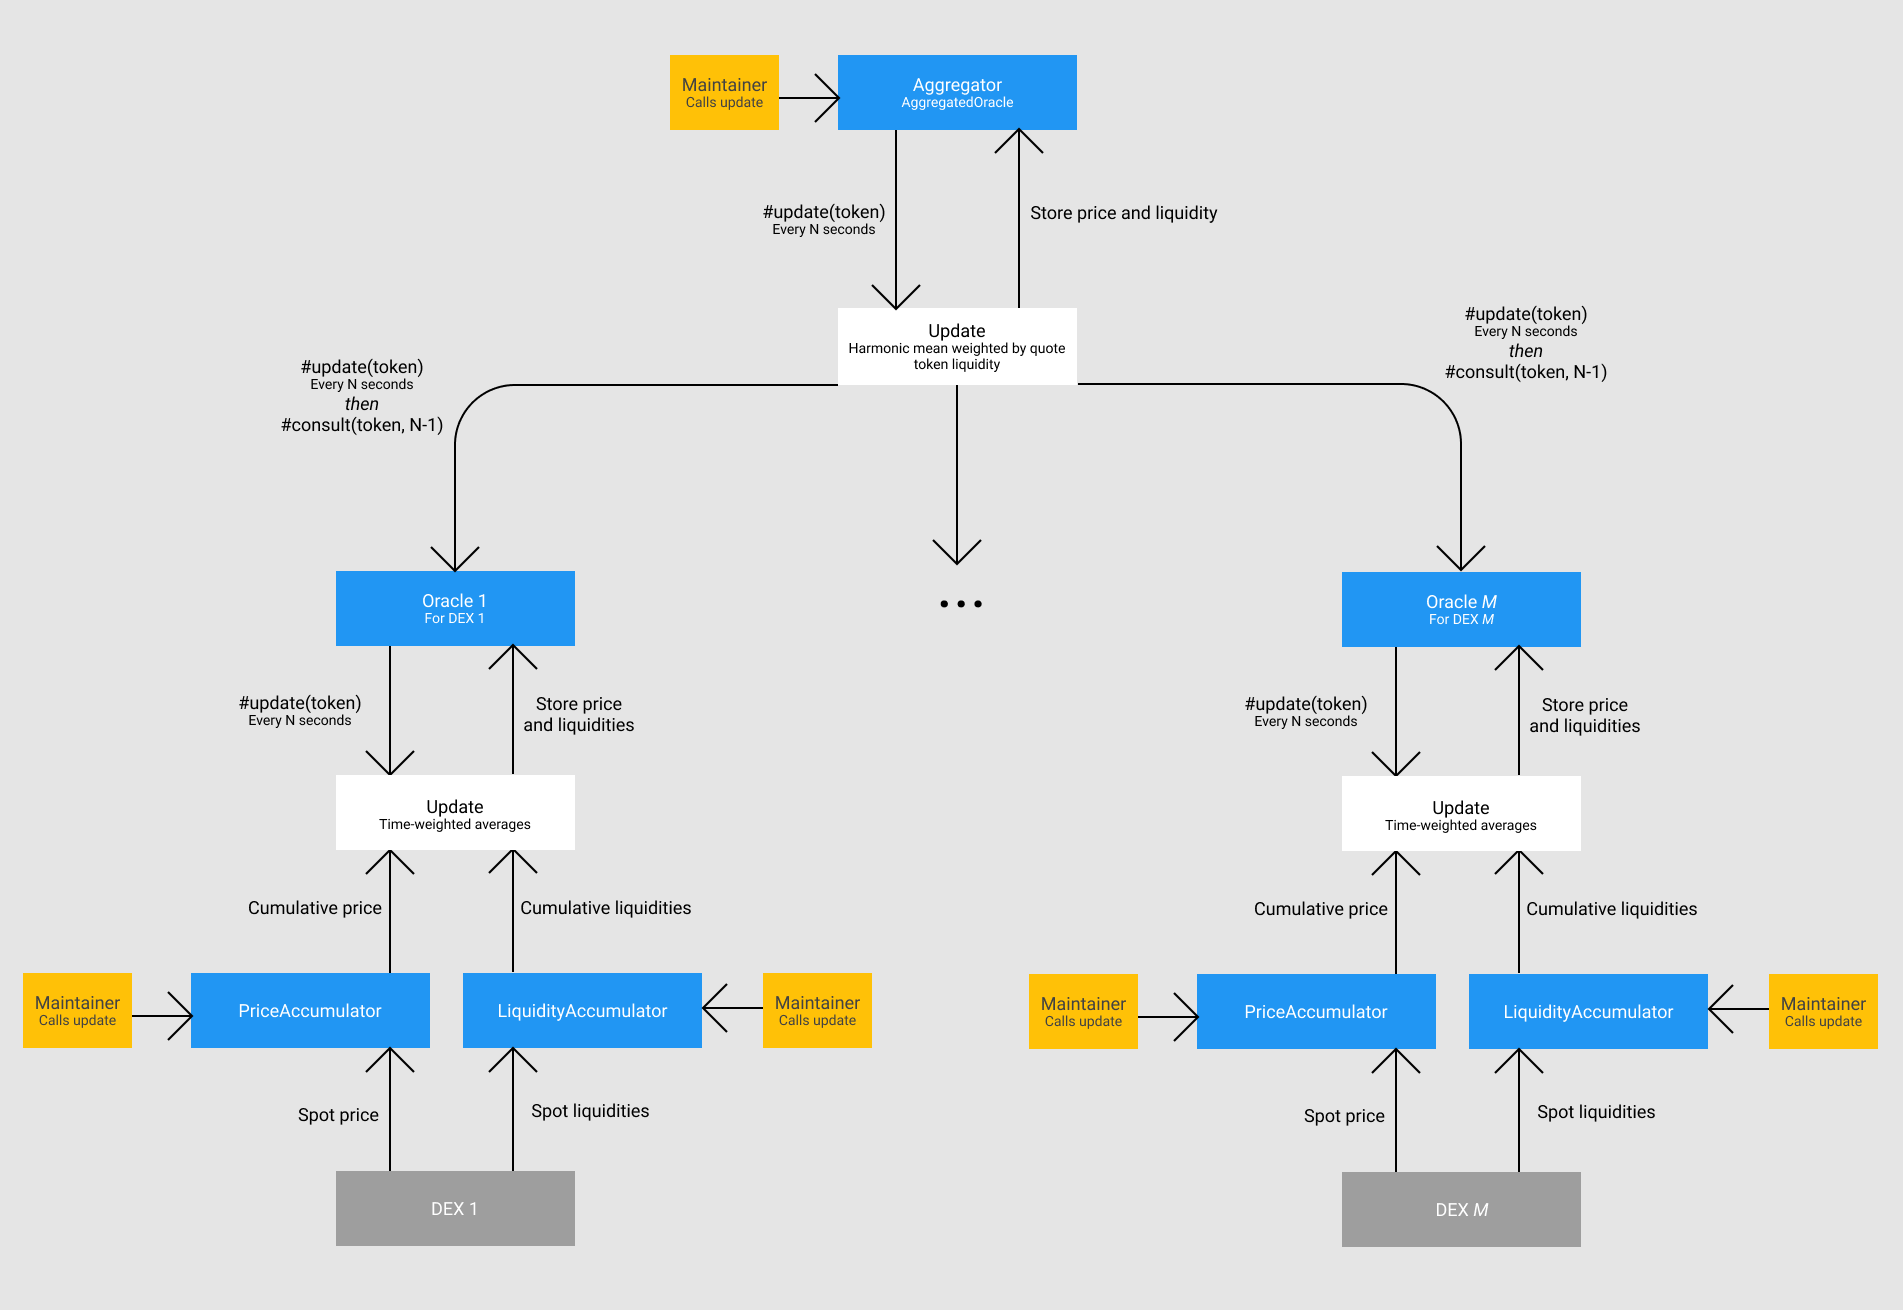 Maintainer
Calls update
Aggregator
AggregatedOracle
#update(token)
Every N seconds
Store price and liquidity
Update
Harmonic mean weighted by quote
token liquidity
#update(token)
Every N seconds
then
#consult(token, N-1)
#update(token)
Every N seconds
then
#consult(token, N-1)
Oracle 1
For DEX 1
...
Oracle M
For DEX M
#update(token)
Every N seconds
Store price
and liquidities
#update(token)
Every N seconds
Store price
and liquidities
Update
Time-weighted averages
Update
Time-weighted averages
Cumulative price
Cumulative liquidities
Cumulative price
Cumulative liquidities
Maintainer
Calls update
PriceAccumulator
LiquidityAccumulator
Maintainer
Calls update
Maintainer
Calls update
PriceAccumulator
LiquidityAccumulator
Maintainer
Calls update
Spot price
Spot liquidities
Spot price
Spot liquidities
DEX 1
DEX M